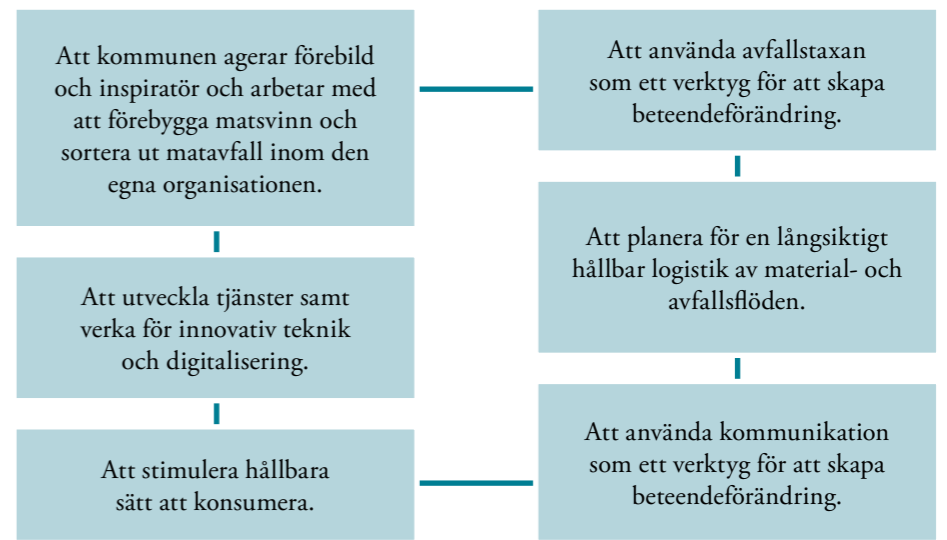 Att kommunen agerar förebild
och inspiratör och arbetar med
att förebygga matsvinn och
sortera ut matavfall inom den
egna organisationen.
Att utveckla tjänster samt
verka för innovativ teknik
och digitalisering.
Att stimulera hållbara
sätt att konsumera.
Att använda avfallstaxan
som ett verktyg för att skapa
beteendeförändring.
Att planera för en långsiktigt
hållbar logistik av material- och
avfallsflöden.
Att använda kommunikation
som ett verktyg för att skapa
beteendeförändring.